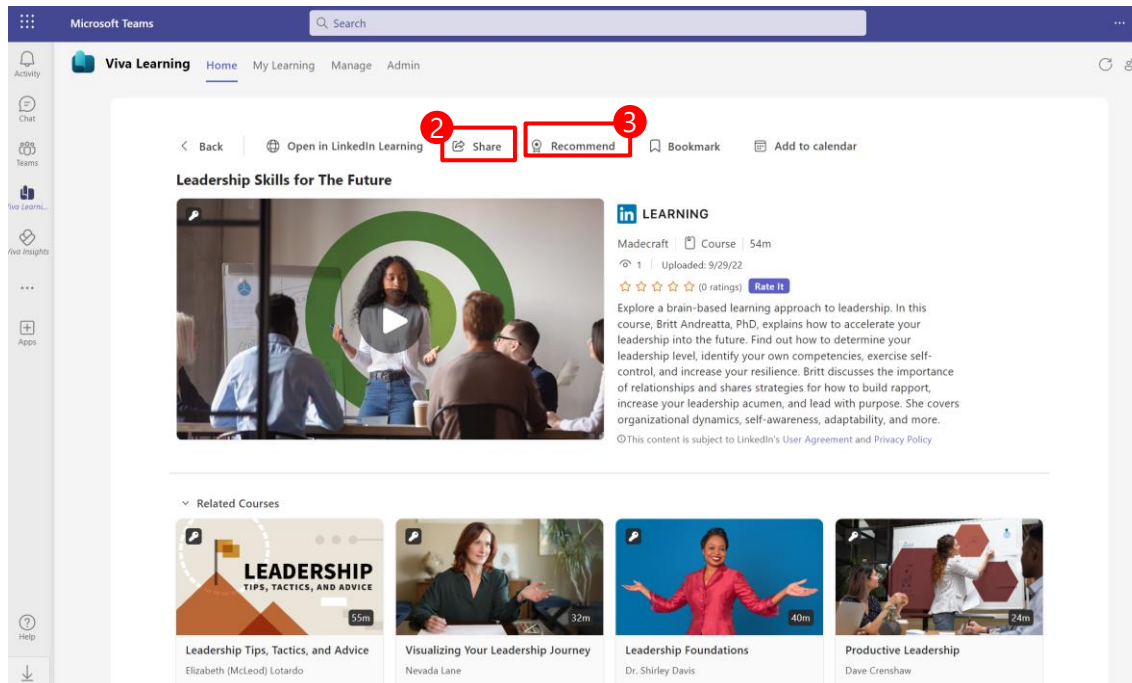 Microsoft Teams
Search
Activity
Chat
Teams
Viva Learni...
Viva Insights
Apps
Help
Viva Learning Home My Learning Manage Admin
2
3
Back Open in LinkedIn Learning Share Recommend Bookmark Add to calendar
Leadership Skills for The Future
in LEARNING
Madecraft Course 54m
1 Uploaded: 9/29/22
(0 ratings) Rate It
Explore a brain-based learning approach to leadership. In this
course, Britt Andreatta, PhD, explains how to accelerate your
leadership into the future. Find out how to determine your
leadership level, identify your own competencies, exercise self-
control, and increase your resilience. Britt discusses the importance
of relationships and shares strategies for how to build rapport,
increase your leadership acumen, and lead with purpose. She covers
organizational dynamics, self-awareness, adaptability, and more.
This content is subject to LinkedIn's User Agreement and Privacy Policy
Related Courses
LEADERSHIP
TIPS, TACTICS, AND ADVICE
55m
32m
40m
24m
Leadership Tips, Tactics, and Advice
Elizabeth (McLeod) Lotardo
Visualizing Your Leadership Journey
Nevada Lane
Leadership Foundations
Dr. Shirley Davis
Productive Leadership
Dave Crenshaw